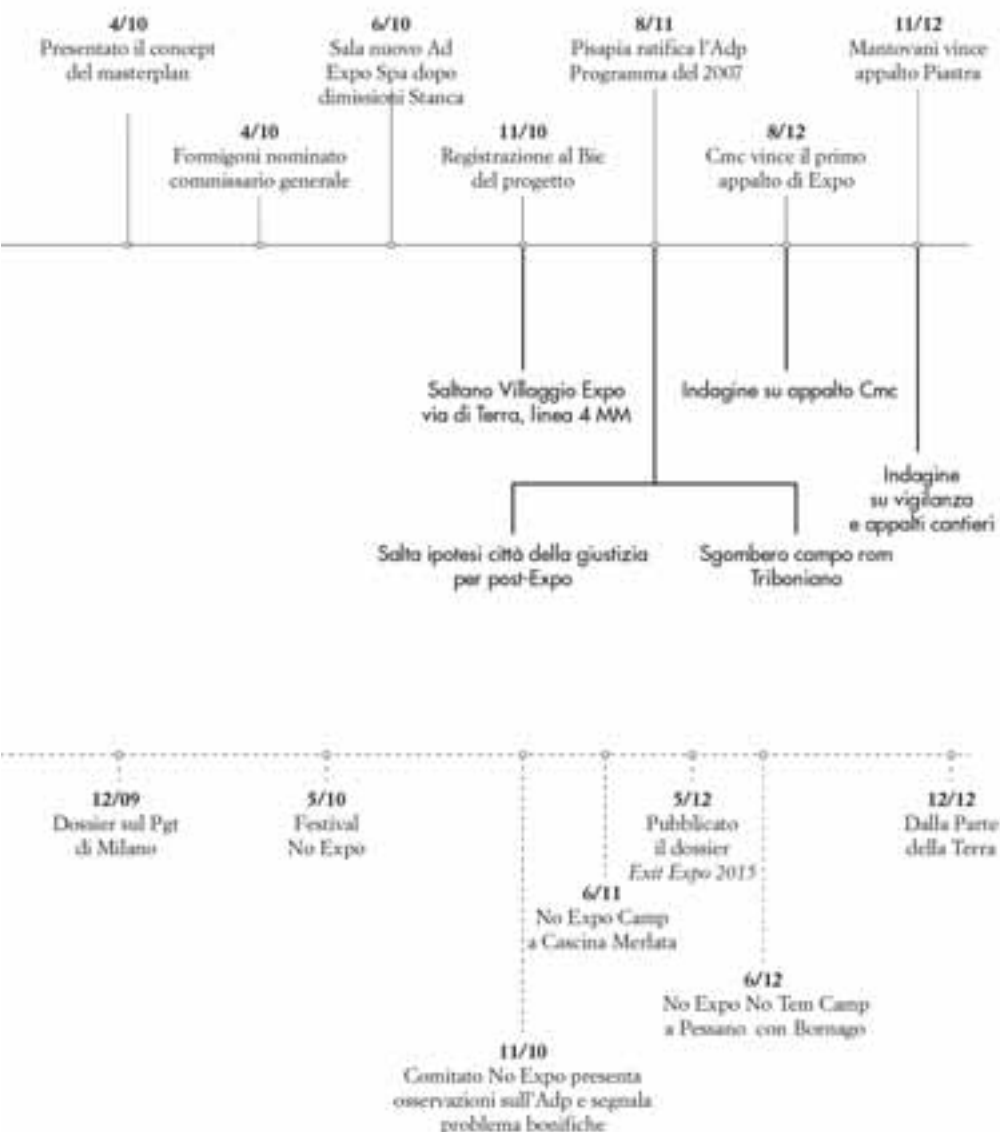 4/10
Presentato il concept
del masterplan
6/10
Sala nuovo Ad
Expo Spa dopo
dimissioni Stanca
8/11
Pisapia ratifica l'Adp
Programma del 2007
11/12
Mantovani vince
appalto Piastra
4/10
Formigoni nominato
commissario generale
11/10
Registrazione al Bie
del progetto
8/12
Cmc vince il primo
appalto di Expo
Saltano Villaggio Expo
via di Terra, linea 4 MM
Indagine su appalto Cmc
Indagine
su vigilanza
e appalti cantieri
Salta ipotesi città della giustizia
per post-Expo
Sgombero campo rom
Triboniano
12/09
Dossier sul Pgt
di Milano
5/10
Festival
No Expo
5/12
Pubblicato
il dossier
Exit Expo 2015
12/12
Dalla Parte
della Terra
6/11
No Expo Camp
a Cascina Merlata
6/12
No Expo No Tem Camp
a Pessano con Bornago
11/10
Comitato No Expo presenta
osservazioni sull'Adp e segnala
problema bonifiche